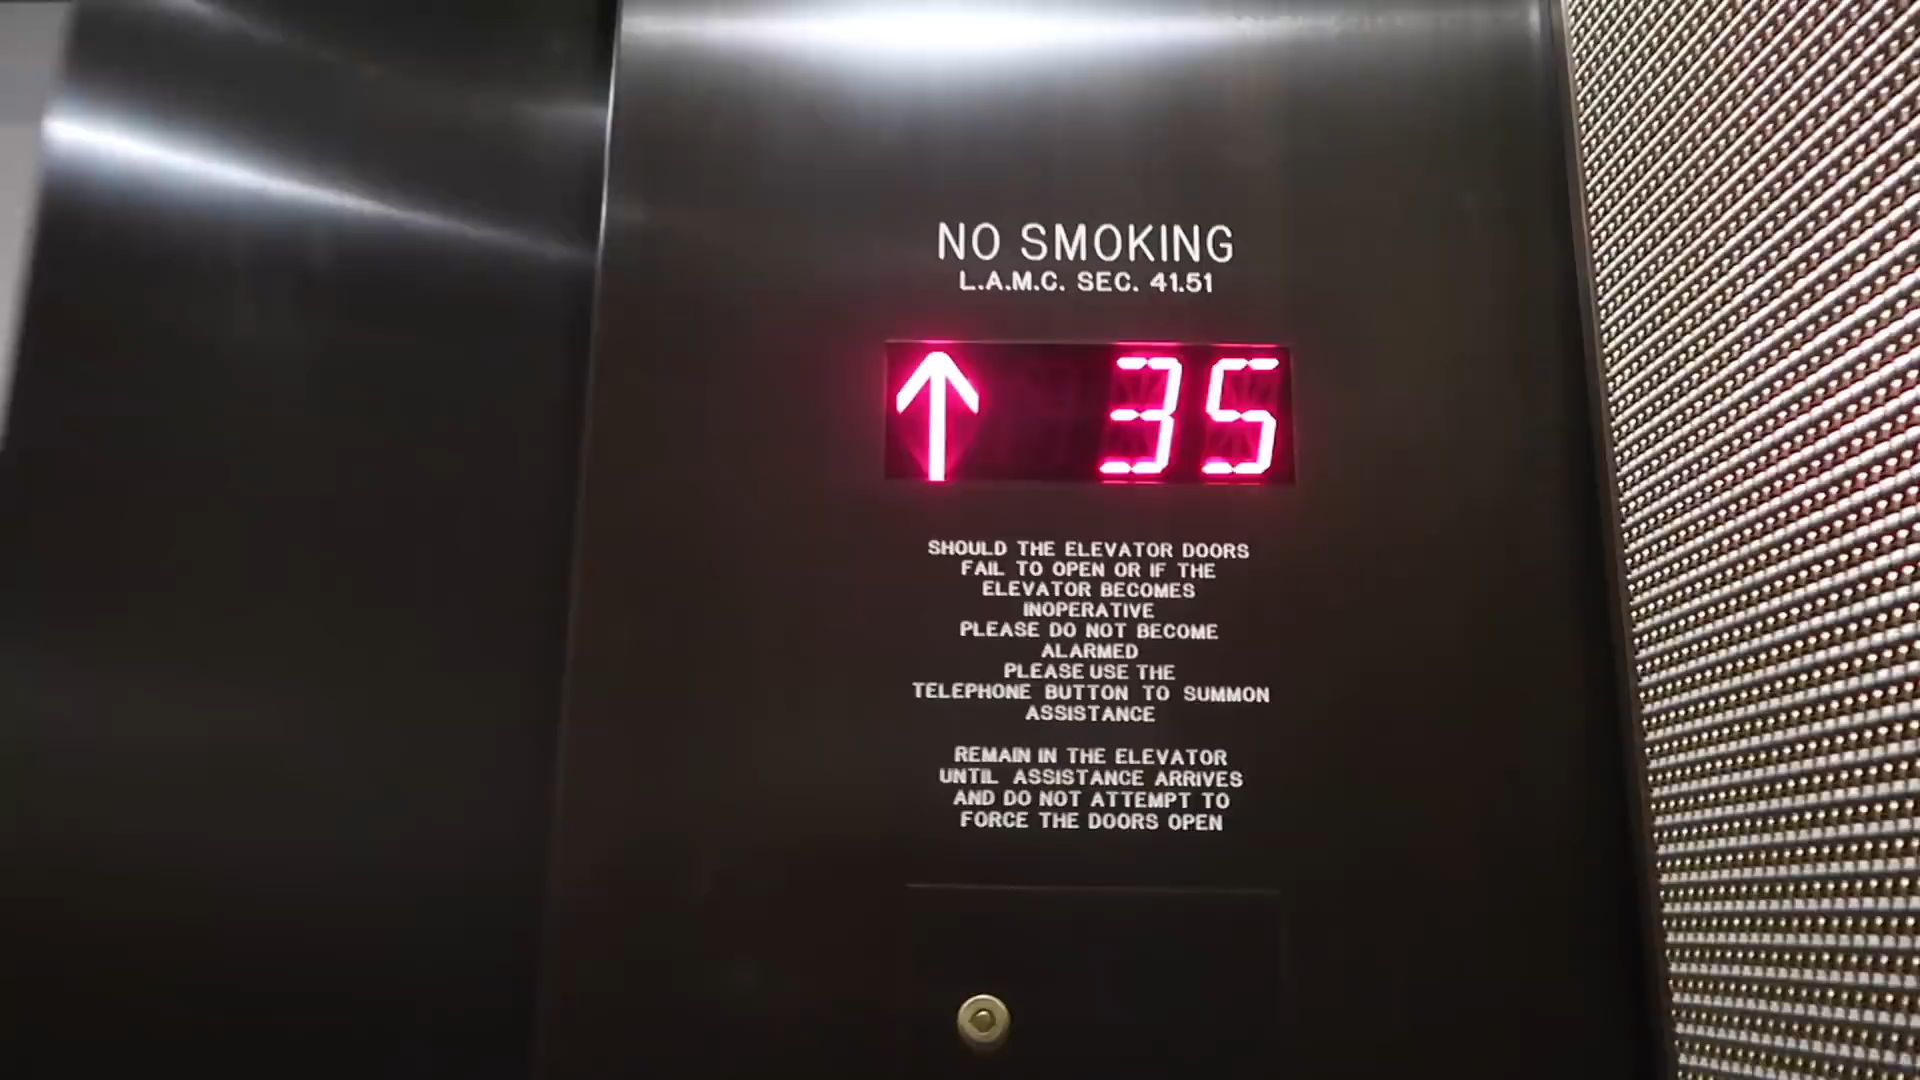 NO SMOKING
L.A.M.C. SEC. 41.51
↑ 35
SHOULD THE ELEVATOR DOORS
FAIL TO OPEN OR IF THE
ELEVATOR BECOMES
INOPERATIVE
PLEASE DO NOT BECOME
ALARMED
PLEASE USE THE
TELEPHONE BUTTON TO SUMMON
ASSISTANCE
REMAIN IN THE ELEVATOR
UNTIL ASSISTANCE ARRIVES
AND DO NOT ATTEMPT TO
FORCE THE DOORS OPEN